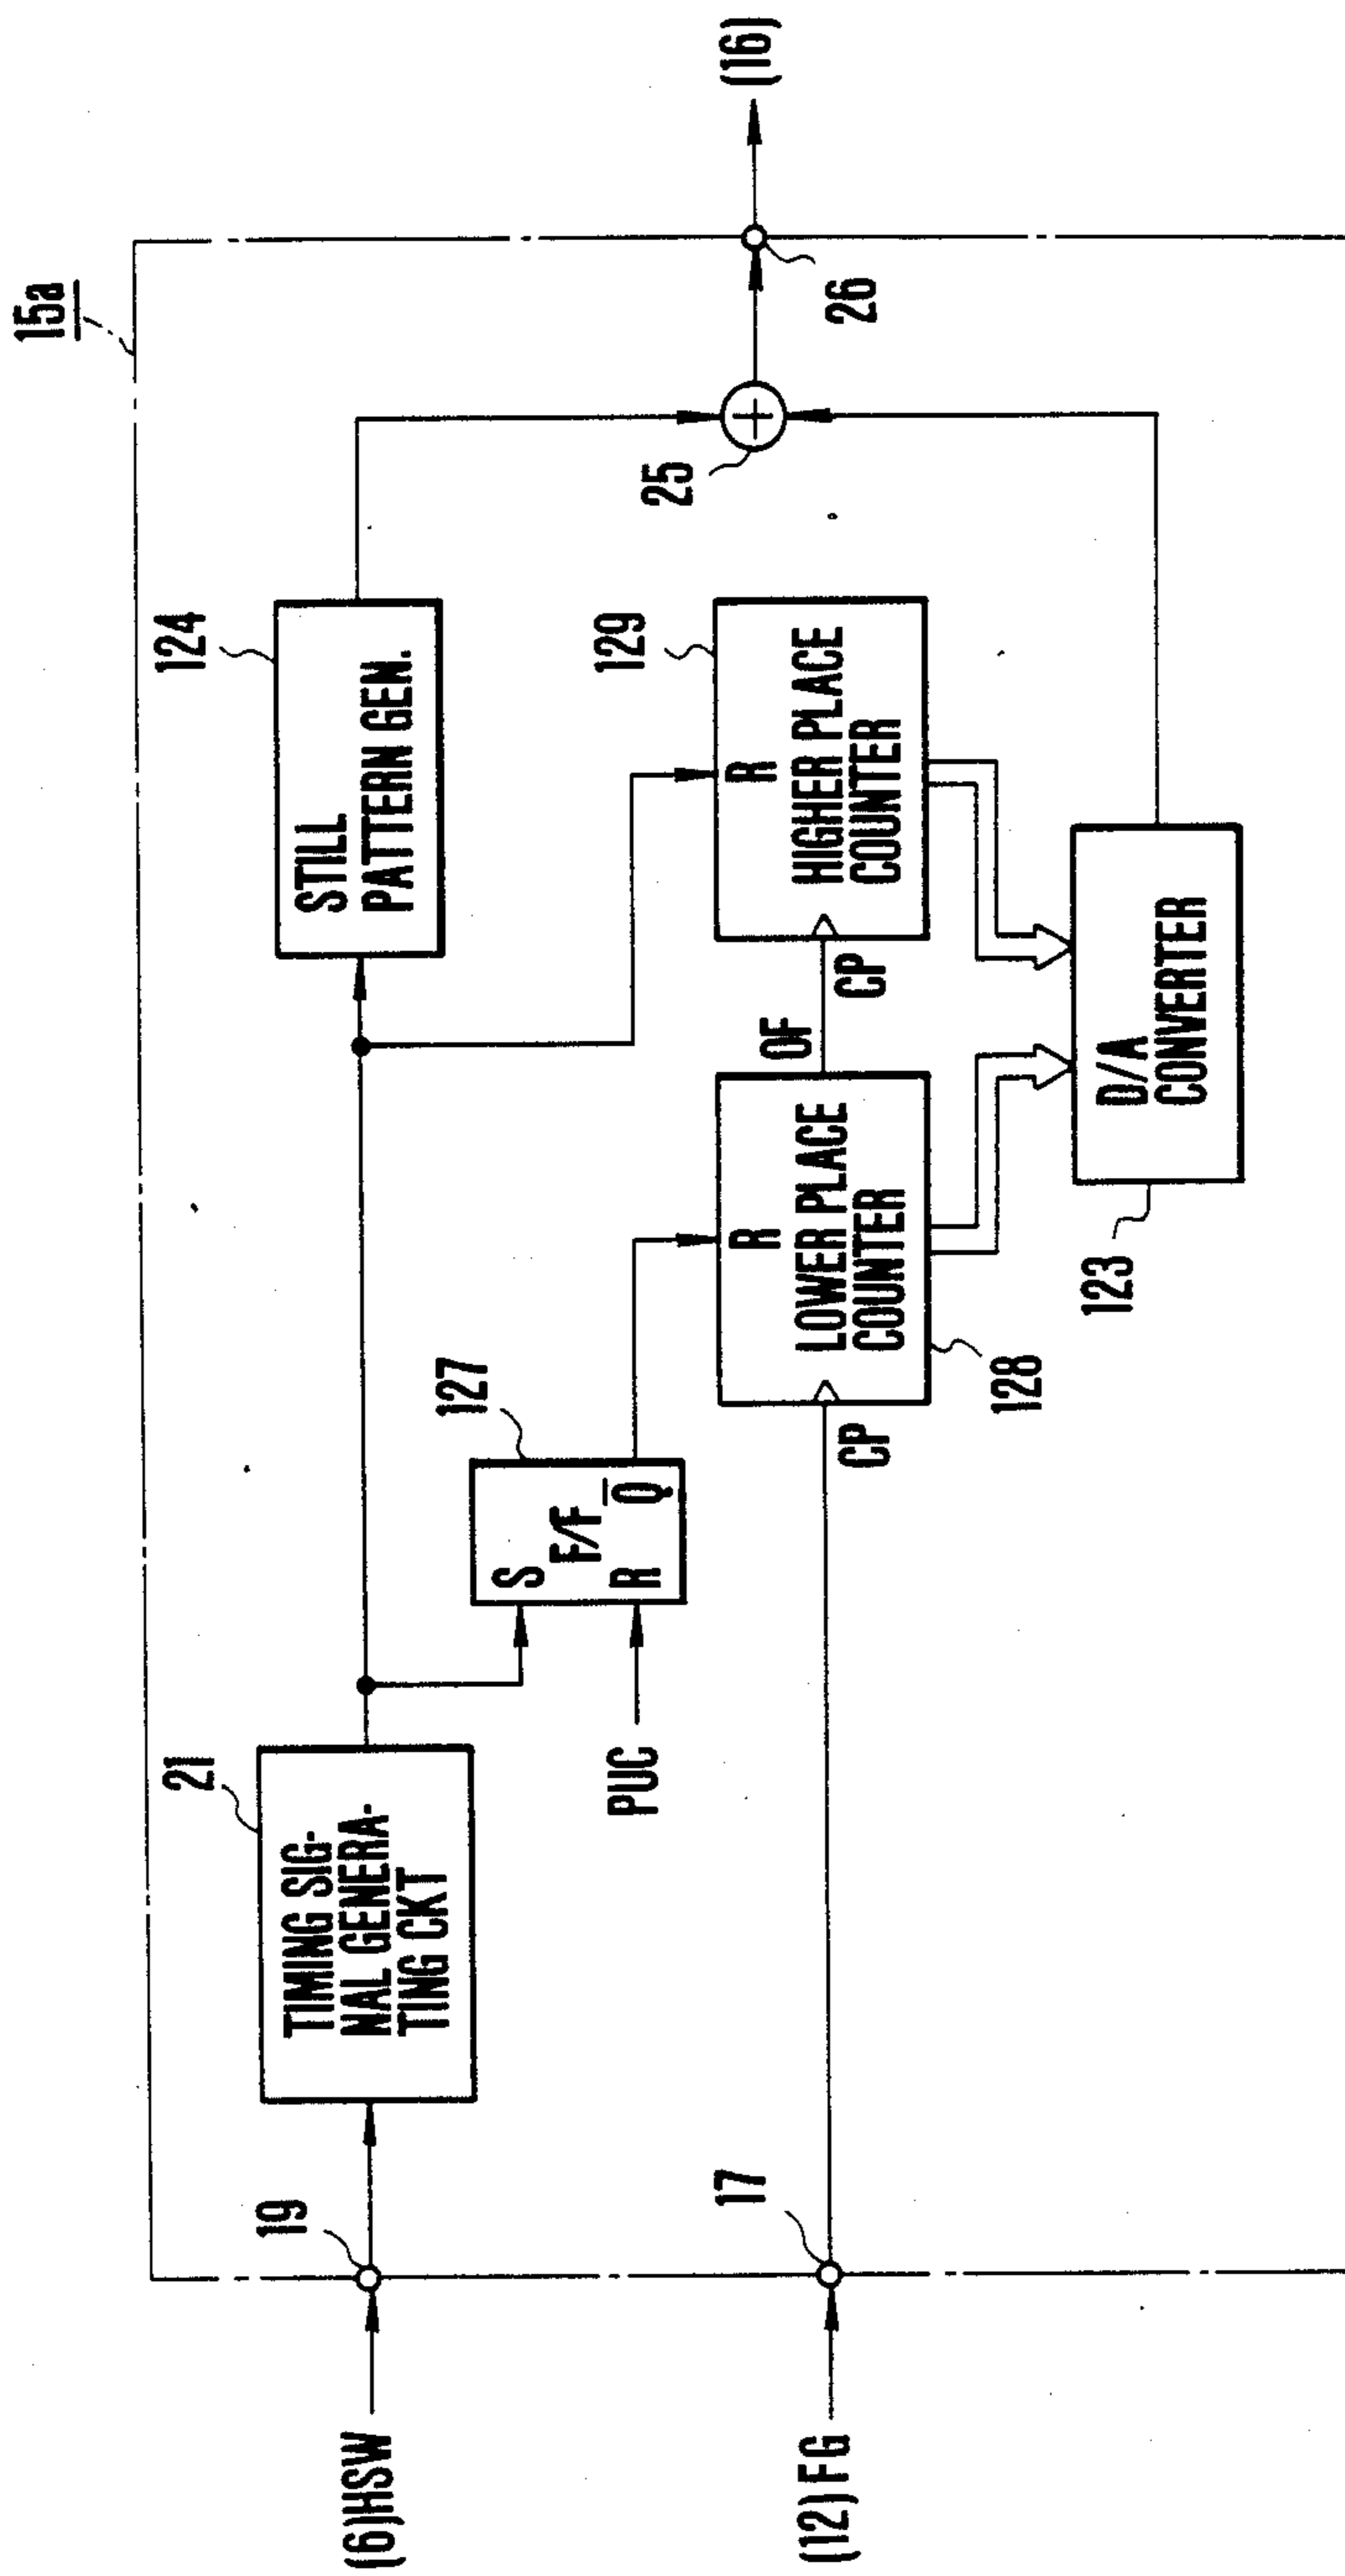 15a
(6)HSW
19
TIMING SIG-
NAL GENERA-
TING CKT
21
STILL
PATTERN GEN.
124
S
F/F
R
Q̅
127
PUC
(12)FG
17
CP
R
LOWER PLACE
COUNTER
128
OF
CP
R
HIGHER PLACE
COUNTER
129
D/A
CONVERTER
123
25
+
26
(16)